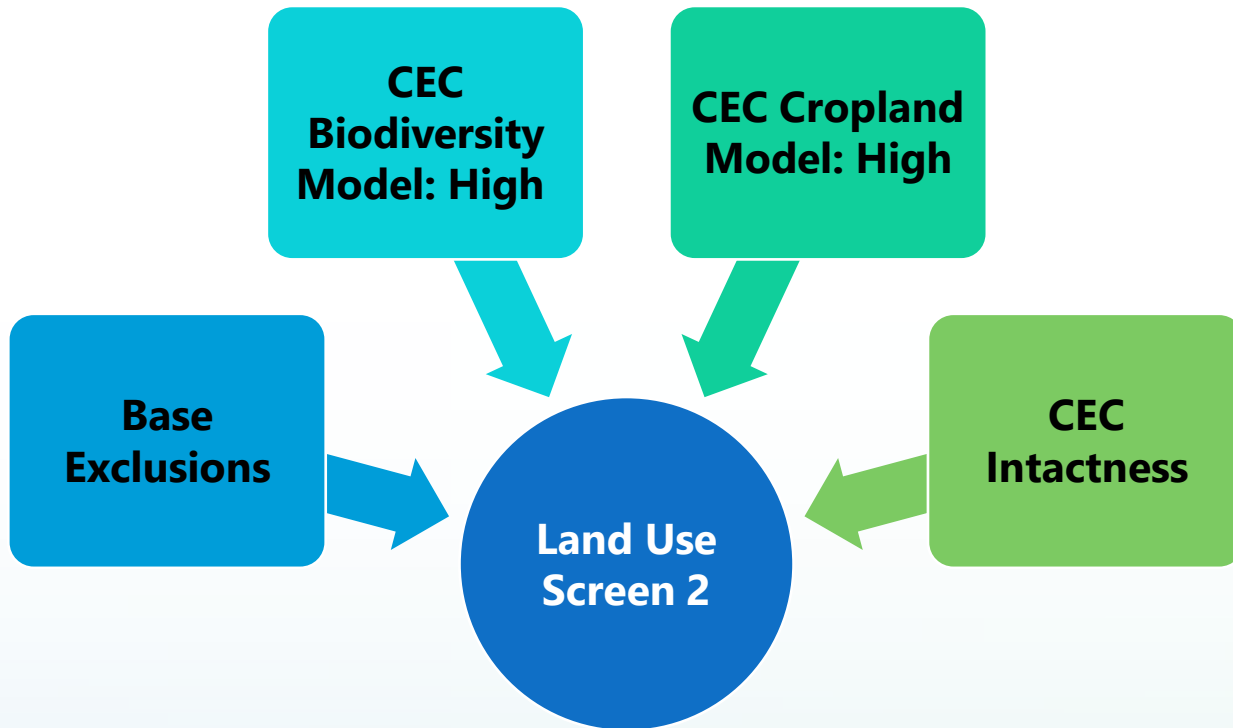 CEC
Biodiversity
Model: High
CEC Cropland
Model: High
Base
Exclusions
CEC
Intactness
Land Use
Screen 2